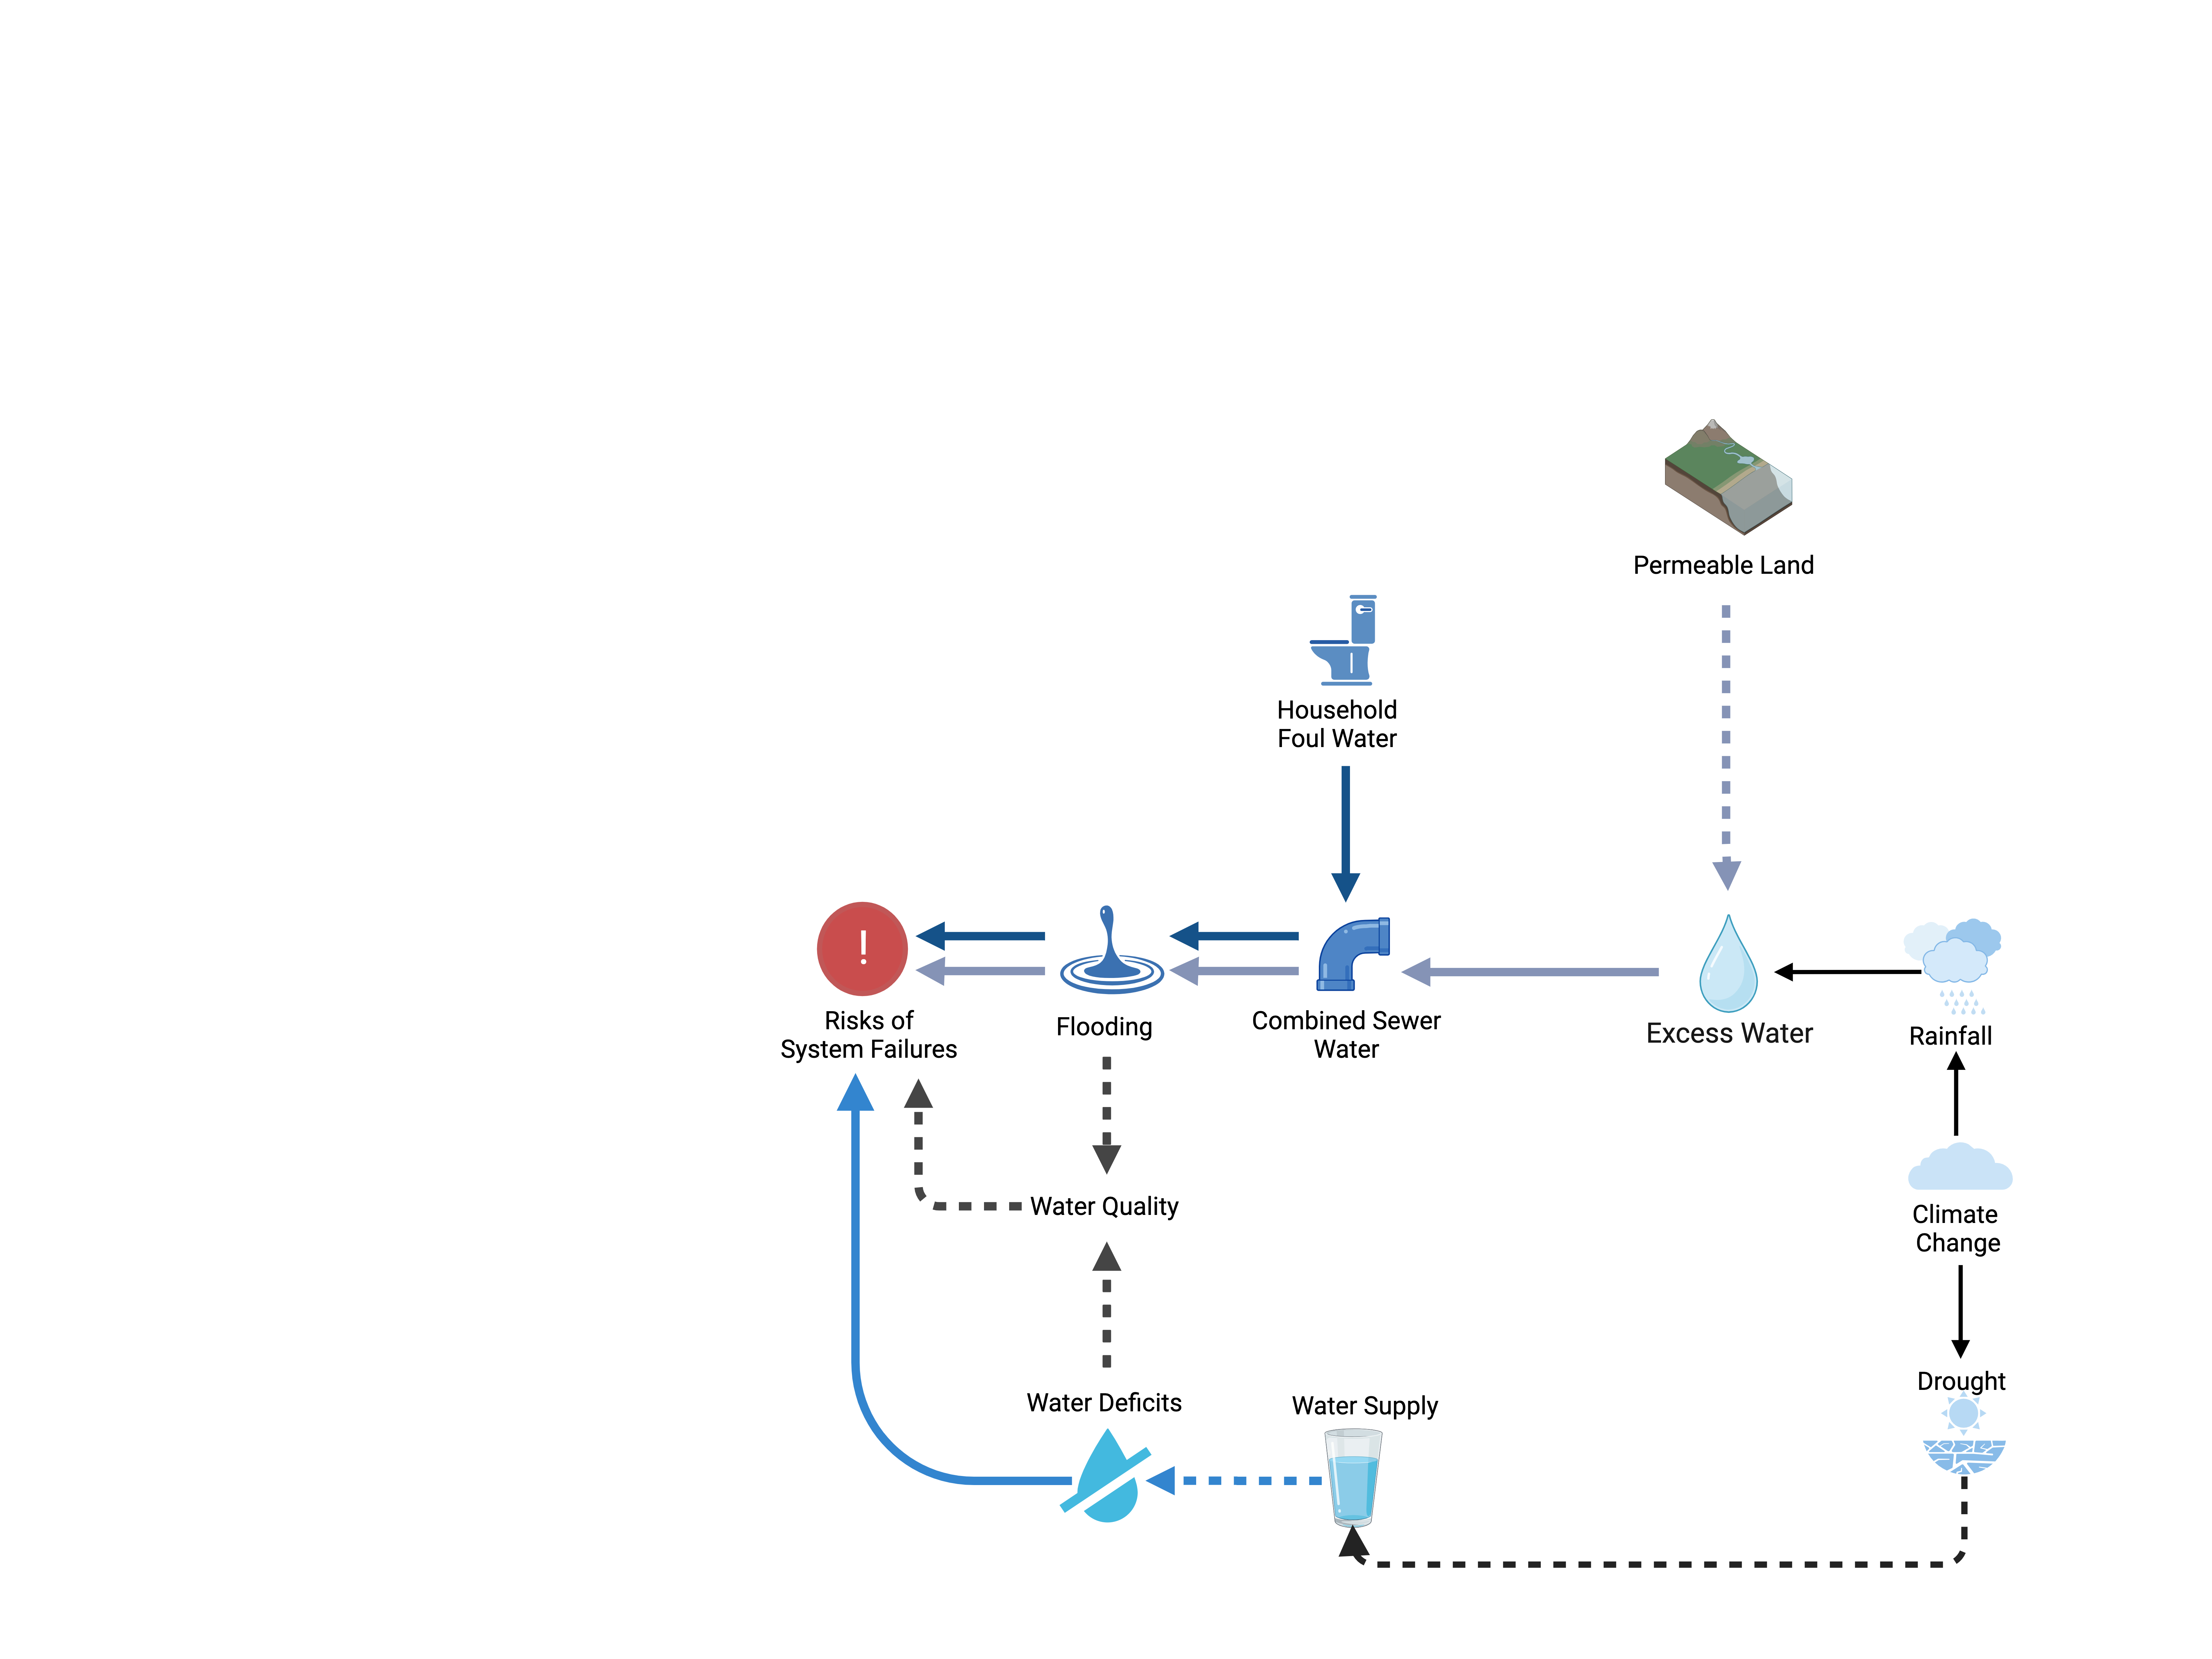 Permeable Land
Household
Foul Water
Risks of
System Failures
Flooding
Combined Sewer
Water
Excess Water
Rainfall
Water Quality
Climate
Change
Drought
Water Deficits
Water Supply